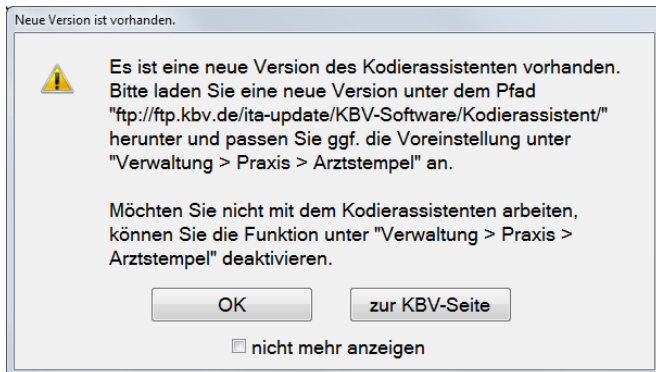 Neue Version ist vorhanden.
Es ist eine neue Version des Kodierassistenten vorhanden.
Bitte laden Sie eine neue Version unter dem Pfad
"ftp://ftp.kbv.de/ita-update/KBV-Software/Kodierassistent/"
herunter und passen Sie ggf. die Voreinstellung unter
"Verwaltung > Praxis > Arztstempel" an.
Möchten Sie nicht mit dem Kodierassistenten arbeiten,
können Sie die Funktion unter "Verwaltung > Praxis >
Arztstempel" deaktivieren.
OK
zur KBV-Seite
nicht mehr anzeigen